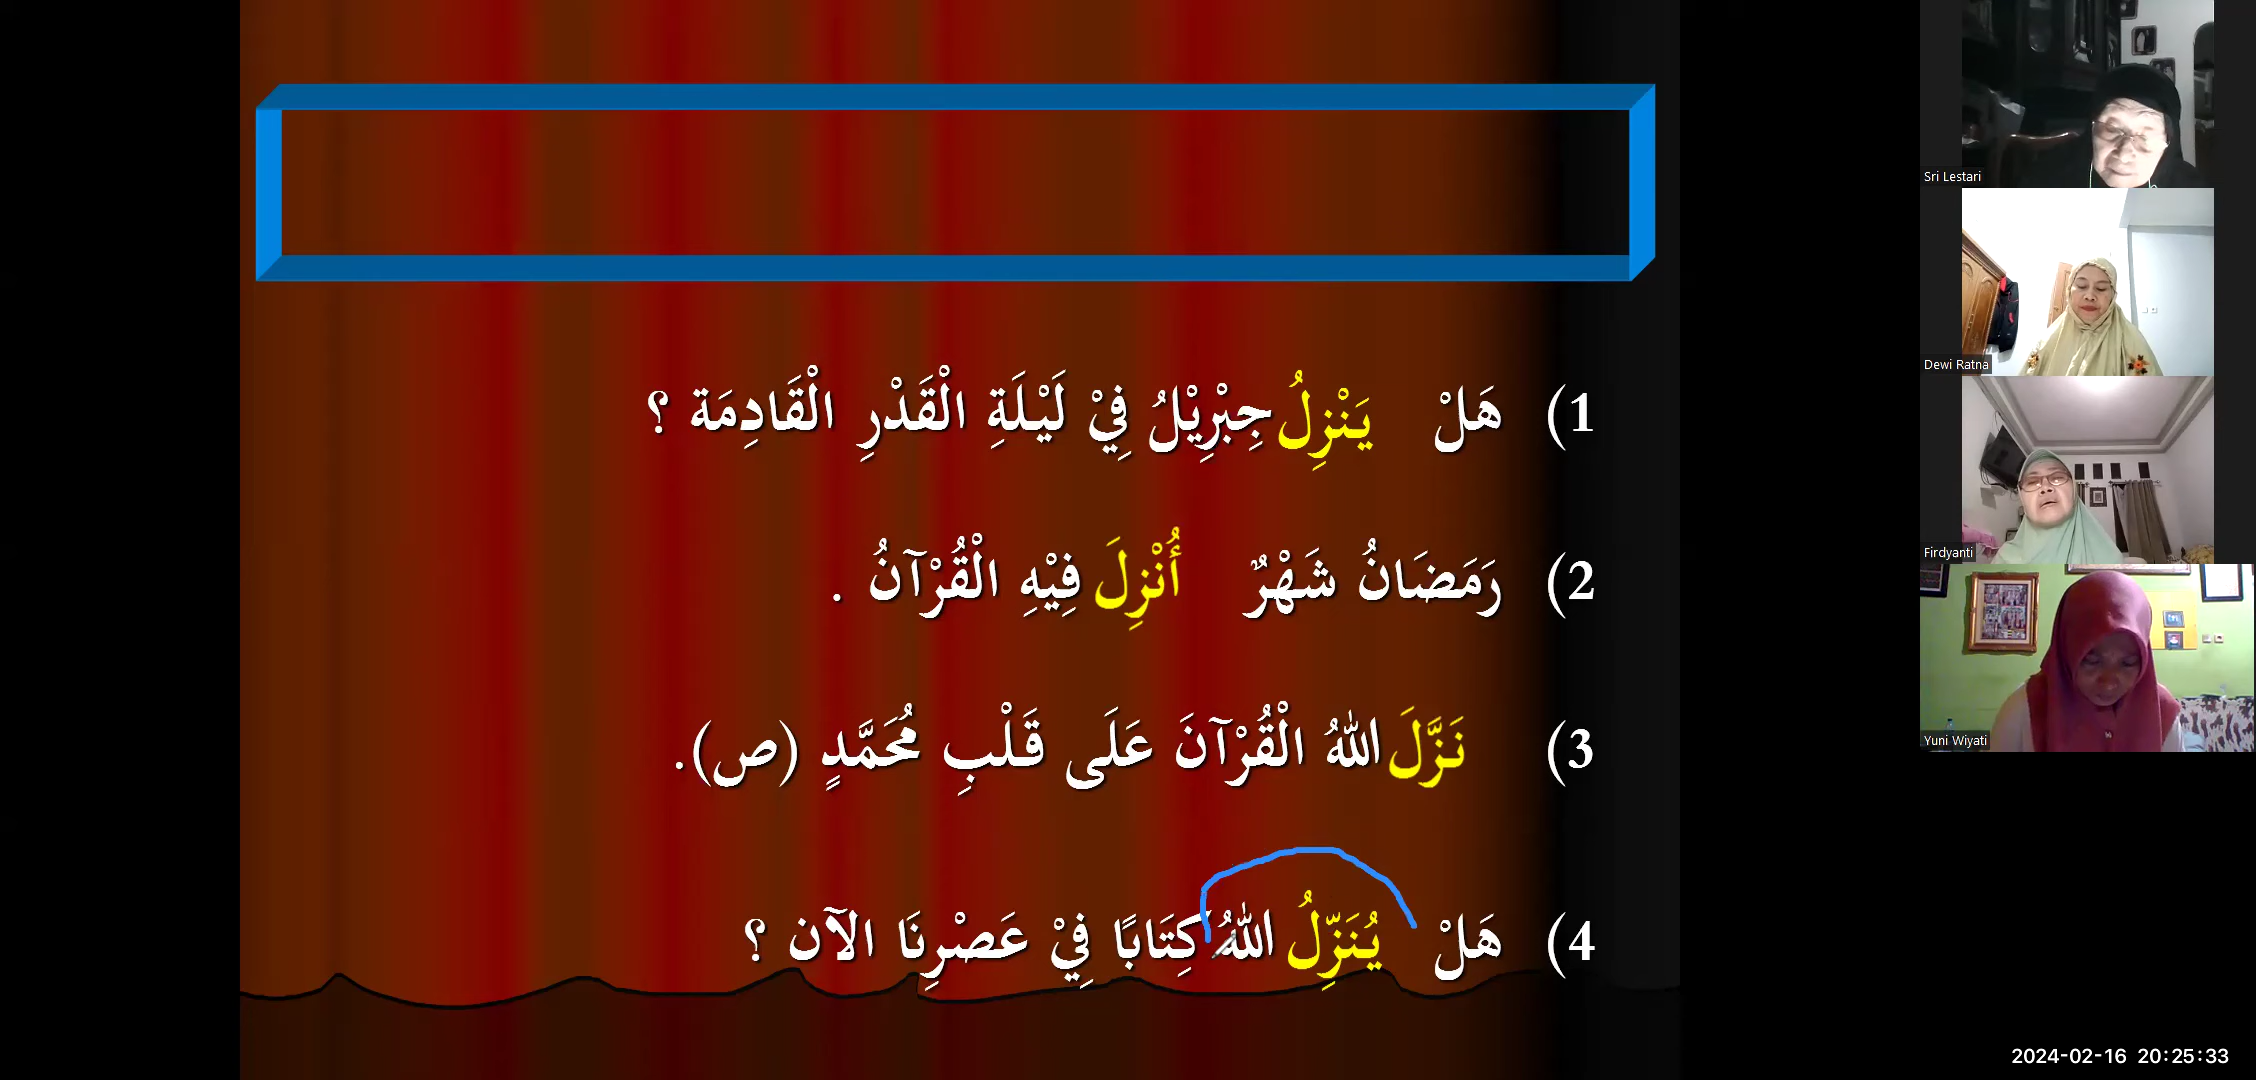 1) هَلْ يَنْزِلُ جِبْرِيْلُ فِيْ لَيْلَةِ الْقَدْرِ الْقَادِمَة ؟
2) رَمَضَانُ شَهْرٌ أُنْزِلَ فِيْهِ الْقُرْآنُ .
3) نَزَّلَ اللهُ الْقُرْآنَ عَلَى قَلْبِ مُحَمَّدٍ (ص).
4) هَلْ يُنَزِّلُ اللهُ كِتَابًا فِيْ عَصْرِنَا الآن ؟
Sri Lestari
Dewi Ratna
Firdyanti
Yuni Wiyati
2024-02-16 20:25:33